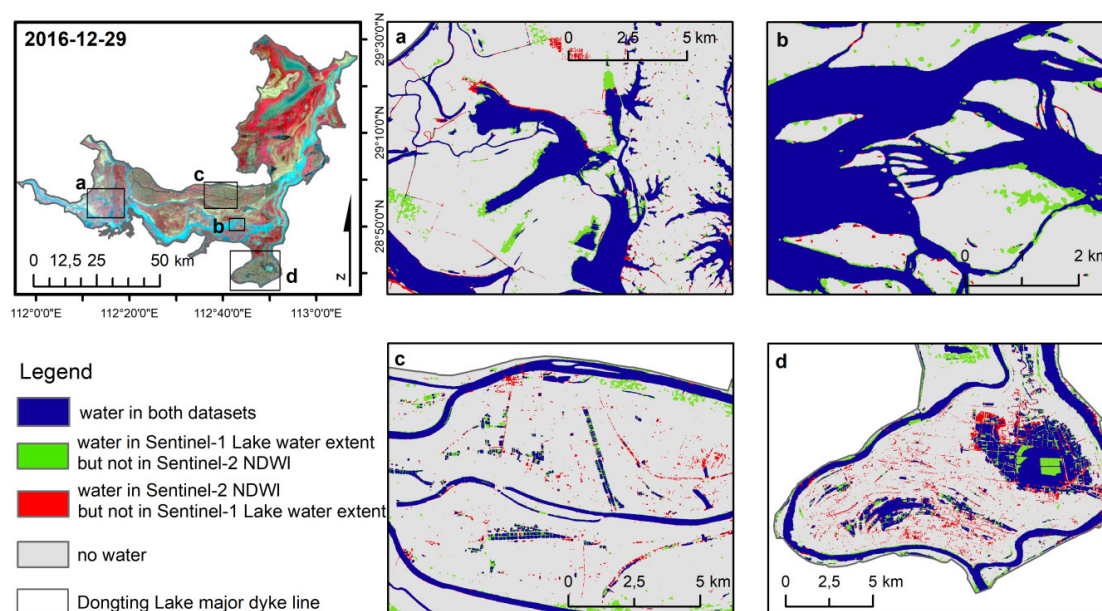 2016-12-29
a
c
b
d
0 12,5 25 50 km
N
112°0'0"E 112°20'0"E 112°40'0"E 113°0'0"E
29°30'0"N
29°10'0"N
28°50'0"N
a
0 2,5 5 km
b
0 1 2 km
Legend
water in both datasets
water in Sentinel-1 Lake water extent
but not in Sentinel-2 NDWI
water in Sentinel-2 NDWI
but not in Sentinel-1 Lake water extent
no water
Dongting Lake major dyke line
c
0 2,5 5 km
d
0 2,5 5 km